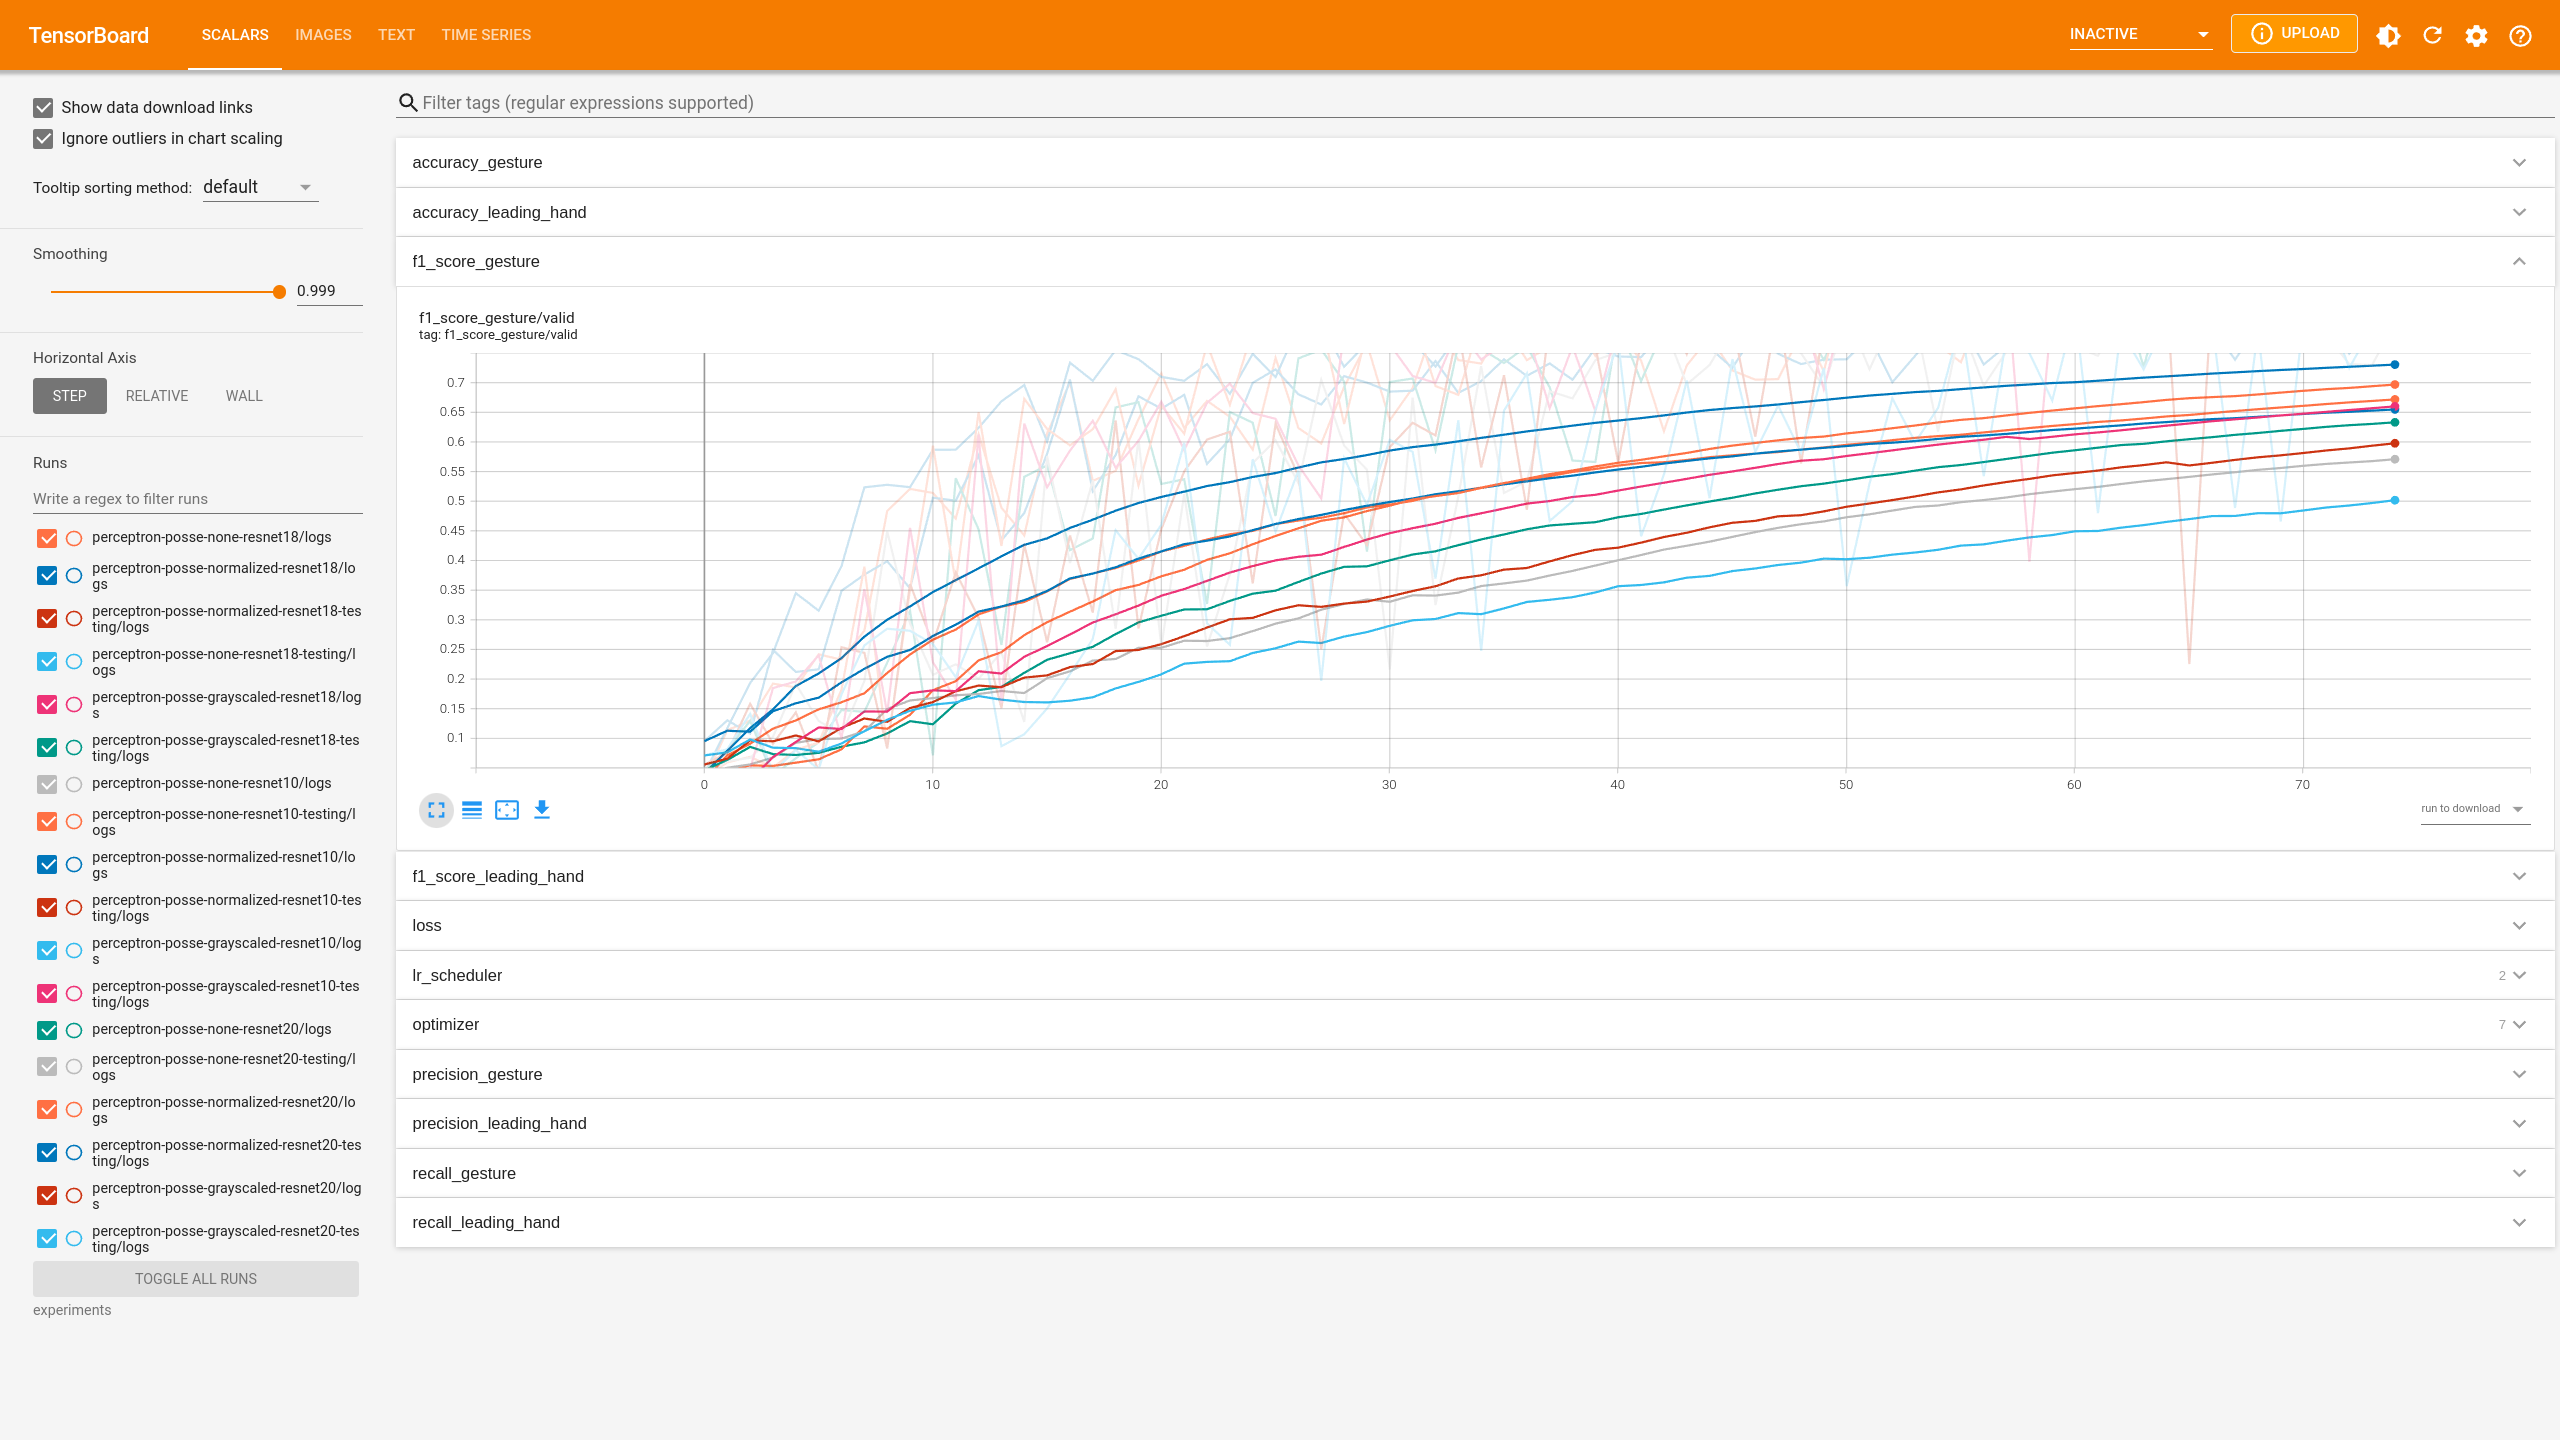 TensorBoard
SCALARS
IMAGES
TEXT
TIME SERIES
INACTIVE
UPLOAD
Show data download links
Ignore outliers in chart scaling
Tooltip sorting method: default
Smoothing
0.999
Horizontal Axis
STEP
RELATIVE
WALL
Runs
Write a regex to filter runs
perceptron-posse-none-resnet18/logs
perceptron-posse-normalized-resnet18/lo
gs
perceptron-posse-normalized-resnet18-tes
ting/logs
perceptron-posse-none-resnet18-testing/l
ogs
perceptron-posse-grayscaled-resnet18/log
s
perceptron-posse-grayscaled-resnet18-tes
ting/logs
perceptron-posse-none-resnet10/logs
perceptron-posse-none-resnet10-testing/l
ogs
perceptron-posse-normalized-resnet10/lo
gs
perceptron-posse-normalized-resnet10-tes
ting/logs
perceptron-posse-grayscaled-resnet10/log
s
perceptron-posse-grayscaled-resnet10-tes
ting/logs
perceptron-posse-none-resnet20/logs
perceptron-posse-none-resnet20-testing/l
ogs
perceptron-posse-normalized-resnet20/lo
gs
perceptron-posse-normalized-resnet20-tes
ting/logs
perceptron-posse-grayscaled-resnet20/log
s
perceptron-posse-grayscaled-resnet20-tes
ting/logs
TOGGLE ALL RUNS
experiments
Filter tags (regular expressions supported)
accuracy_gesture
accuracy_leading_hand
f1_score_gesture
f1_score_gesture/valid
tag: f1_score_gesture/valid
0.7
0.65
0.6
0.55
0.5
0.45
0.4
0.35
0.3
0.25
0.2
0.15
0.1
0
10
20
30
40
50
60
70
run to download
f1_score_leading_hand
loss
lr_scheduler
2
optimizer
7
precision_gesture
precision_leading_hand
recall_gesture
recall_leading_hand